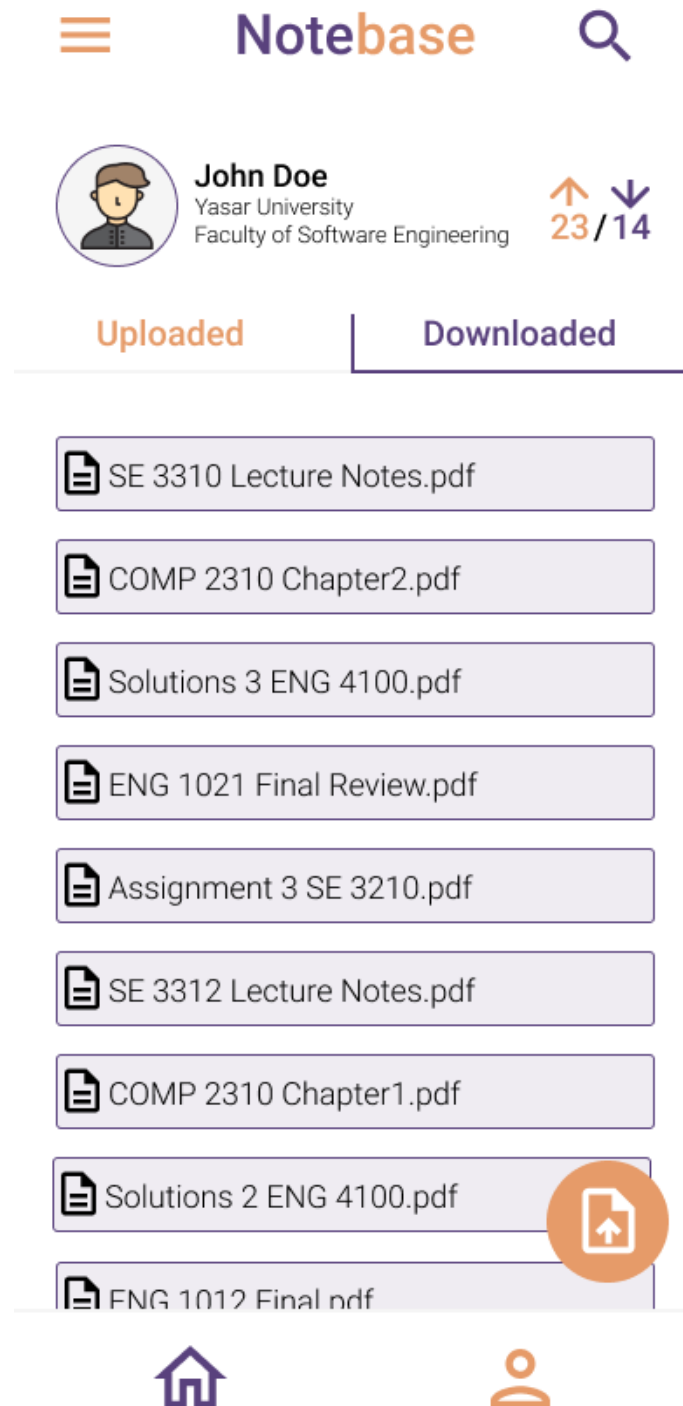 Notebase
John Doe
Yasar University
Faculty of Software Engineering
23/14
Uploaded
Downloaded
SE 3310 Lecture Notes.pdf
COMP 2310 Chapter2.pdf
Solutions 3 ENG 4100.pdf
ENG 1021 Final Review.pdf
Assignment 3 SE 3210.pdf
SE 3312 Lecture Notes.pdf
COMP 2310 Chapter1.pdf
Solutions 2 ENG 4100.pdf
ENG 1012 Final.pdf